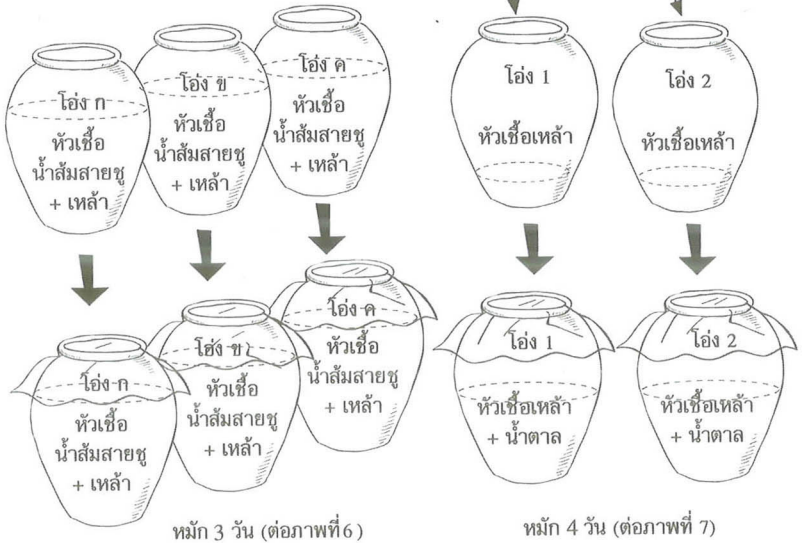 โอ่ง ก
หัวเชื้อ
น้ำส้มสายชู
+ เหล้า
โอ่ง ข
หัวเชื้อ
น้ำส้มสายชู
+ เหล้า
โอ่ง ค
หัวเชื้อ
น้ำส้มสายชู
+ เหล้า
โอ่ง 1
หัวเชื้อเหล้า
โอ่ง 2
หัวเชื้อเหล้า
โอ่ง ก
หัวเชื้อ
น้ำส้มสายชู
+ เหล้า
โฮ่ง ข
หัวเชื้อ
น้ำส้มสายชู
+ เหล้า
โอ่ง ค
หัวเชื้อ
น้ำส้มสายชู
+ เหล้า
โอ่ง 1
หัวเชื้อเหล้า
+ น้ำตาล
โอ่ง 2
หัวเชื้อเหล้า
+ น้ำตาล
หมัก 3 วัน (ต่อภาพที่6)
หมัก 4 วัน (ต่อภาพที่ 7)